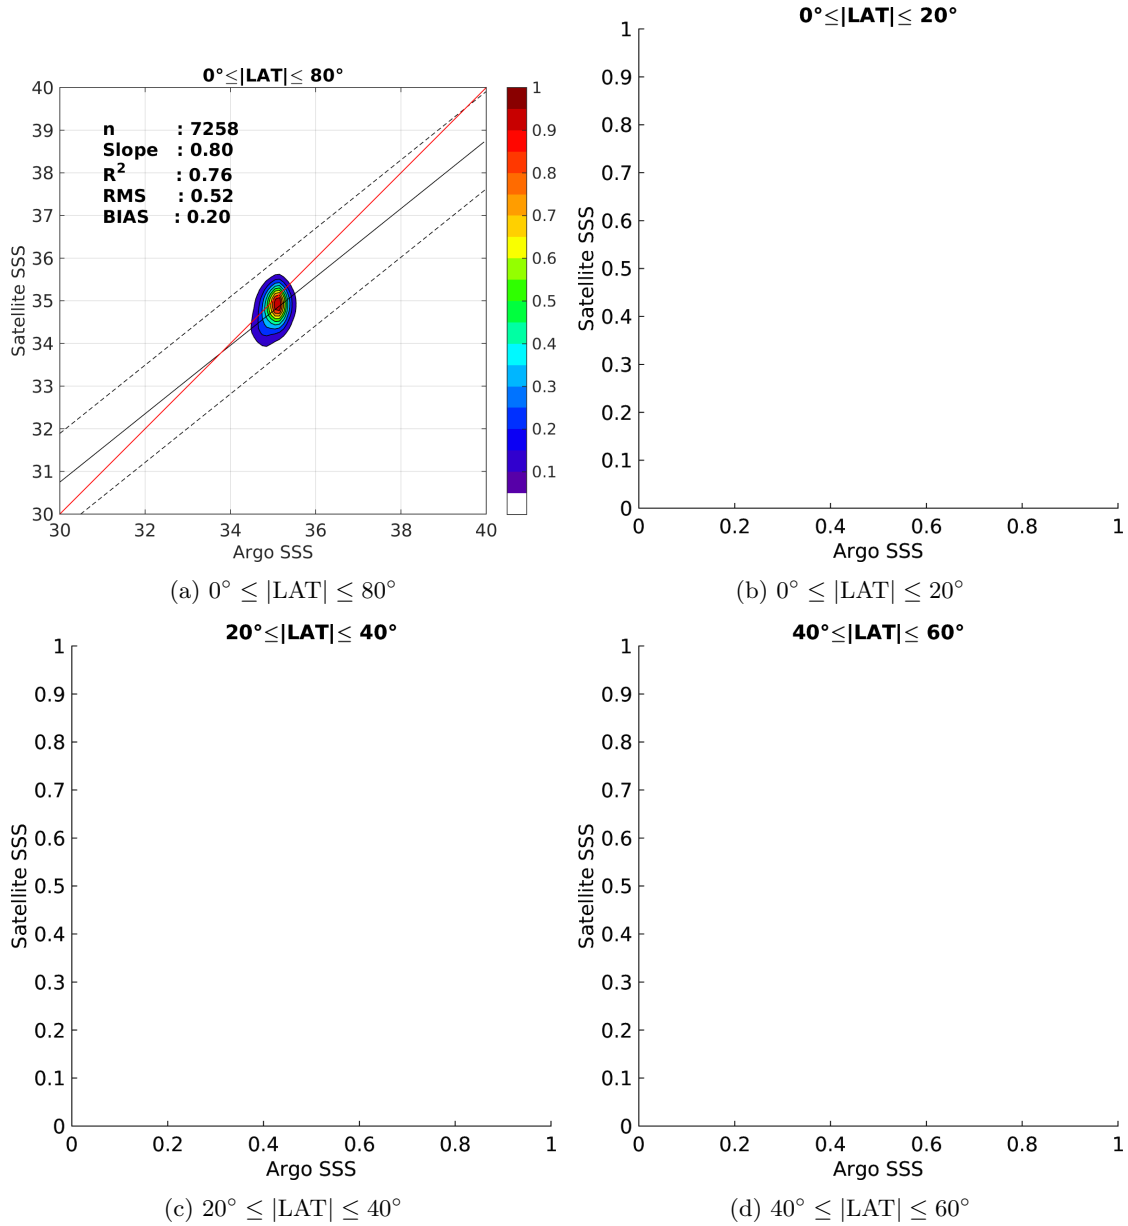 0°≤|LAT|≤ 80°
n : 7258
Slope : 0.80
R² : 0.76
RMS : 0.52
BIAS : 0.20
40
39
38
37
36
35
34
33
32
31
30
Satellite SSS
30 32 34 36 38 40
Argo SSS
1
0.9
0.8
0.7
0.6
0.5
0.4
0.3
0.2
0.1
(a) 0° ≤ |LAT| ≤ 80°
0°≤|LAT|≤ 20°
1
0.9
0.8
0.7
0.6
0.5
0.4
0.3
0.2
0.1
0
Satellite SSS
0 0.2 0.4 0.6 0.8 1
Argo SSS
(b) 0° ≤ |LAT| ≤ 20°
20°≤|LAT|≤ 40°
1
0.9
0.8
0.7
0.6
0.5
0.4
0.3
0.2
0.1
0
Satellite SSS
0 0.2 0.4 0.6 0.8 1
Argo SSS
(c) 20° ≤ |LAT| ≤ 40°
40°≤|LAT|≤ 60°
1
0.9
0.8
0.7
0.6
0.5
0.4
0.3
0.2
0.1
0
Satellite SSS
0 0.2 0.4 0.6 0.8 1
Argo SSS
(d) 40° ≤ |LAT| ≤ 60°